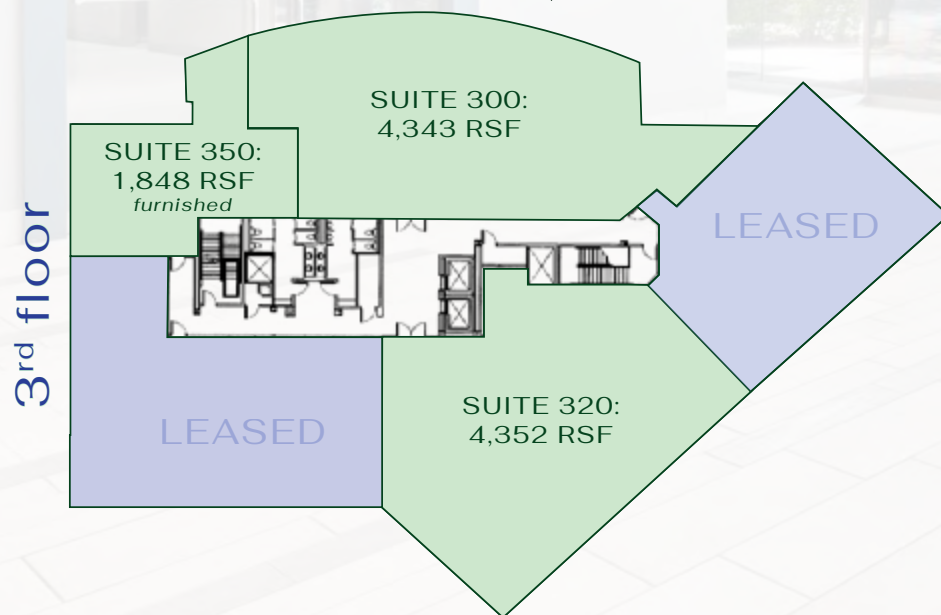 SUITE 300:
4,343 RSF
SUITE 350:
1,848 RSF
furnished
LEASED
3rd floor
LEASED
SUITE 320:
4,352 RSF